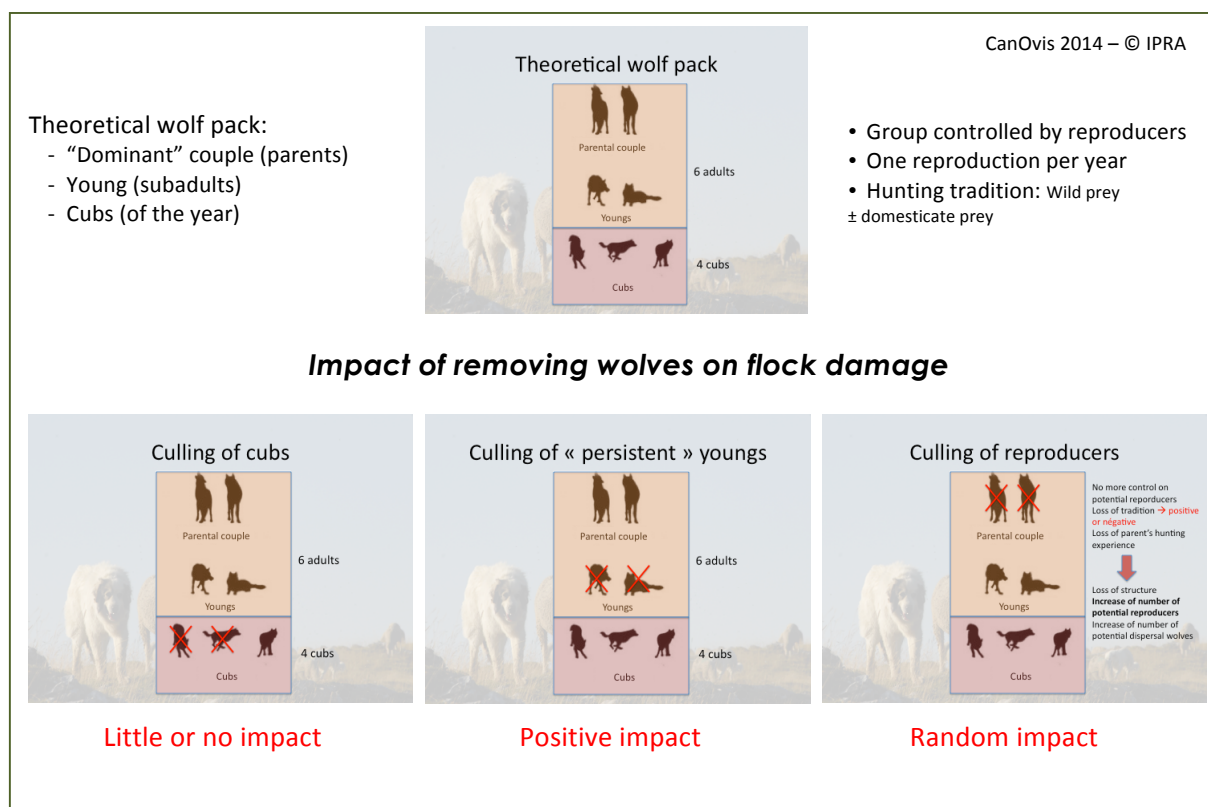 CanOvis 2014 – © IPRA
Theoretical wolf pack
Parental couple
6 adults
Youngs
4 cubs
Cubs
Theoretical wolf pack:
- “Dominant” couple (parents)
- Young (subadults)
- Cubs (of the year)
• Group controlled by reproducers
• One reproduction per year
• Hunting tradition: Wild prey
± domesticate prey
Impact of removing wolves on flock damage
Culling of cubs
Parental couple
6 adults
Youngs
4 cubs
Cubs
Little or no impact
Culling of « persistent » youngs
Parental couple
6 adults
Youngs
4 cubs
Cubs
Positive impact
Culling of reproducers
Parental couple
Youngs
Cubs
No more control on
potential reporducers
Loss of tradition → positive
or négative
Loss of parent's hunting
experience
Loss of structure
Increase of number of
potential reproducers
Increase of number of
potential dispersal wolves
Random impact